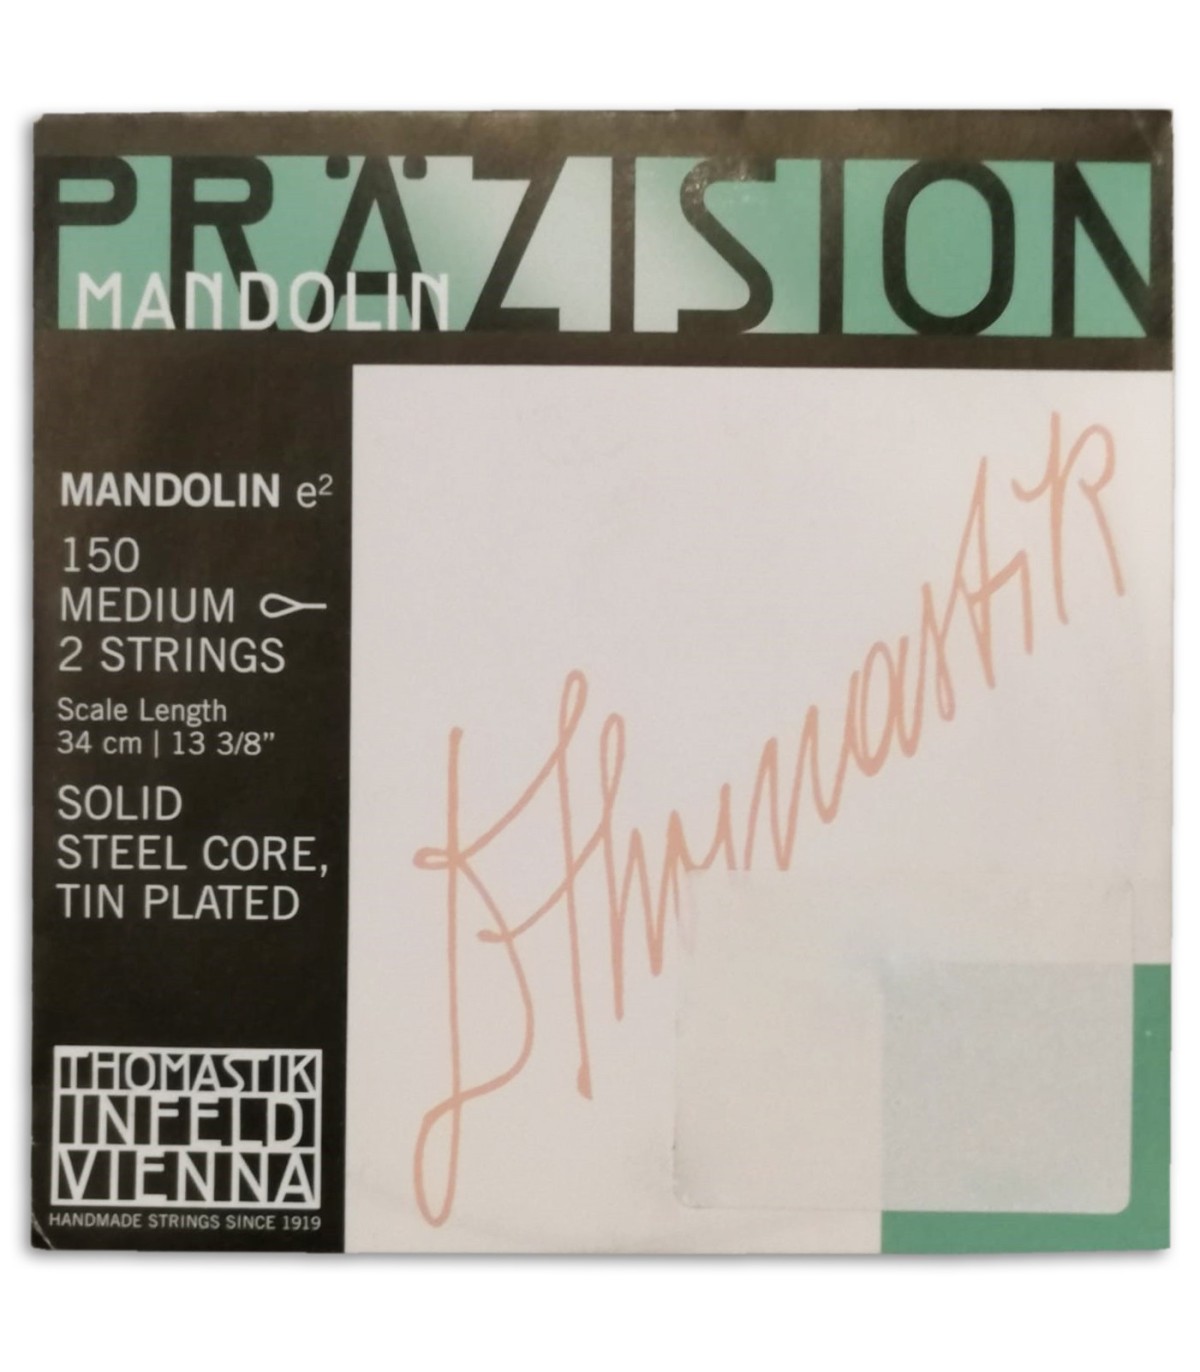 PRÄZISION
MANDOLIN
MANDOLIN e²
150
MEDIUM
2 STRINGS
Scale Length
34 cm | 13 3/8”
SOLID
STEEL CORE,
TIN PLATED
THOMASTIK
INFELD
VIENNA
HANDMADE STRINGS SINCE 1919
Thomastik